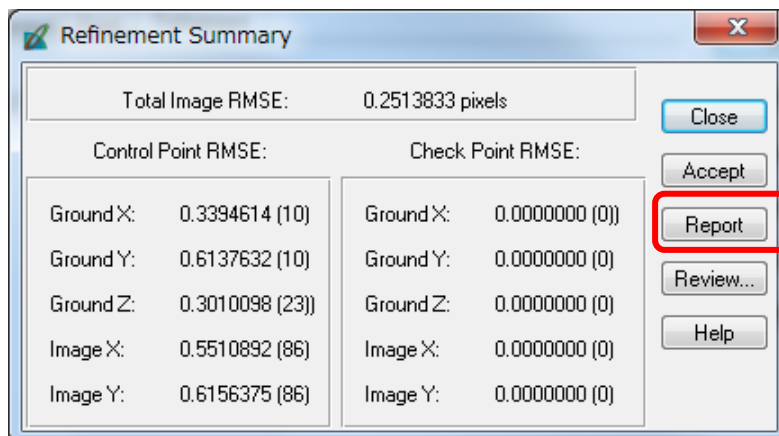 Refinement Summary
Total Image RMSE: 0.2513833 pixels
Control Point RMSE: Check Point RMSE:
Ground X: 0.3394614 (10) Ground X: 0.0000000 (0))
Ground Y: 0.6137632 (10) Ground Y: 0.0000000 (0)
Ground Z: 0.3010098 (23)) Ground Z: 0.0000000 (0)
Image X: 0.5510892 (86) Image X: 0.0000000 (0)
Image Y: 0.6156375 (86) Image Y: 0.0000000 (0)
Close
Accept
Report
Review...
Help